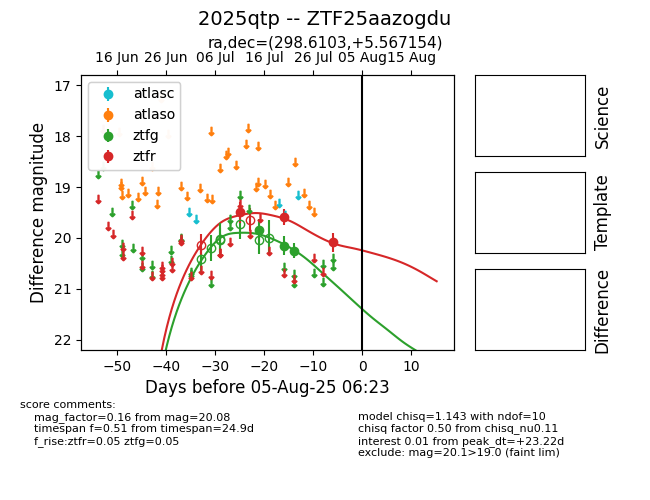 2025qtp -- ZTF25aazogdu
ra,dec=(298.6103,+5.567154)
16 Jun 26 Jun 06 Jul 16 Jul 26 Jul 05 Aug 15 Aug
atlasc
atlaso
ztfg
ztfr
17
18
19
20
21
22
Difference magnitude
−50 −40 −30 −20 −10 0 10
Days before 05-Aug-25 06:23
Science
Template
Difference
score comments:
mag_factor=0.16 from mag=20.08
timespan f=0.51 from timespan=24.9d
f_rise:ztfr=0.05 ztfg=0.05
model chisq=1.143 with ndof=10
chisq factor 0.50 from chisq_nu0.11
interest 0.01 from peak_dt=+23.22d
exclude: mag=20.1>19.0 (faint lim)